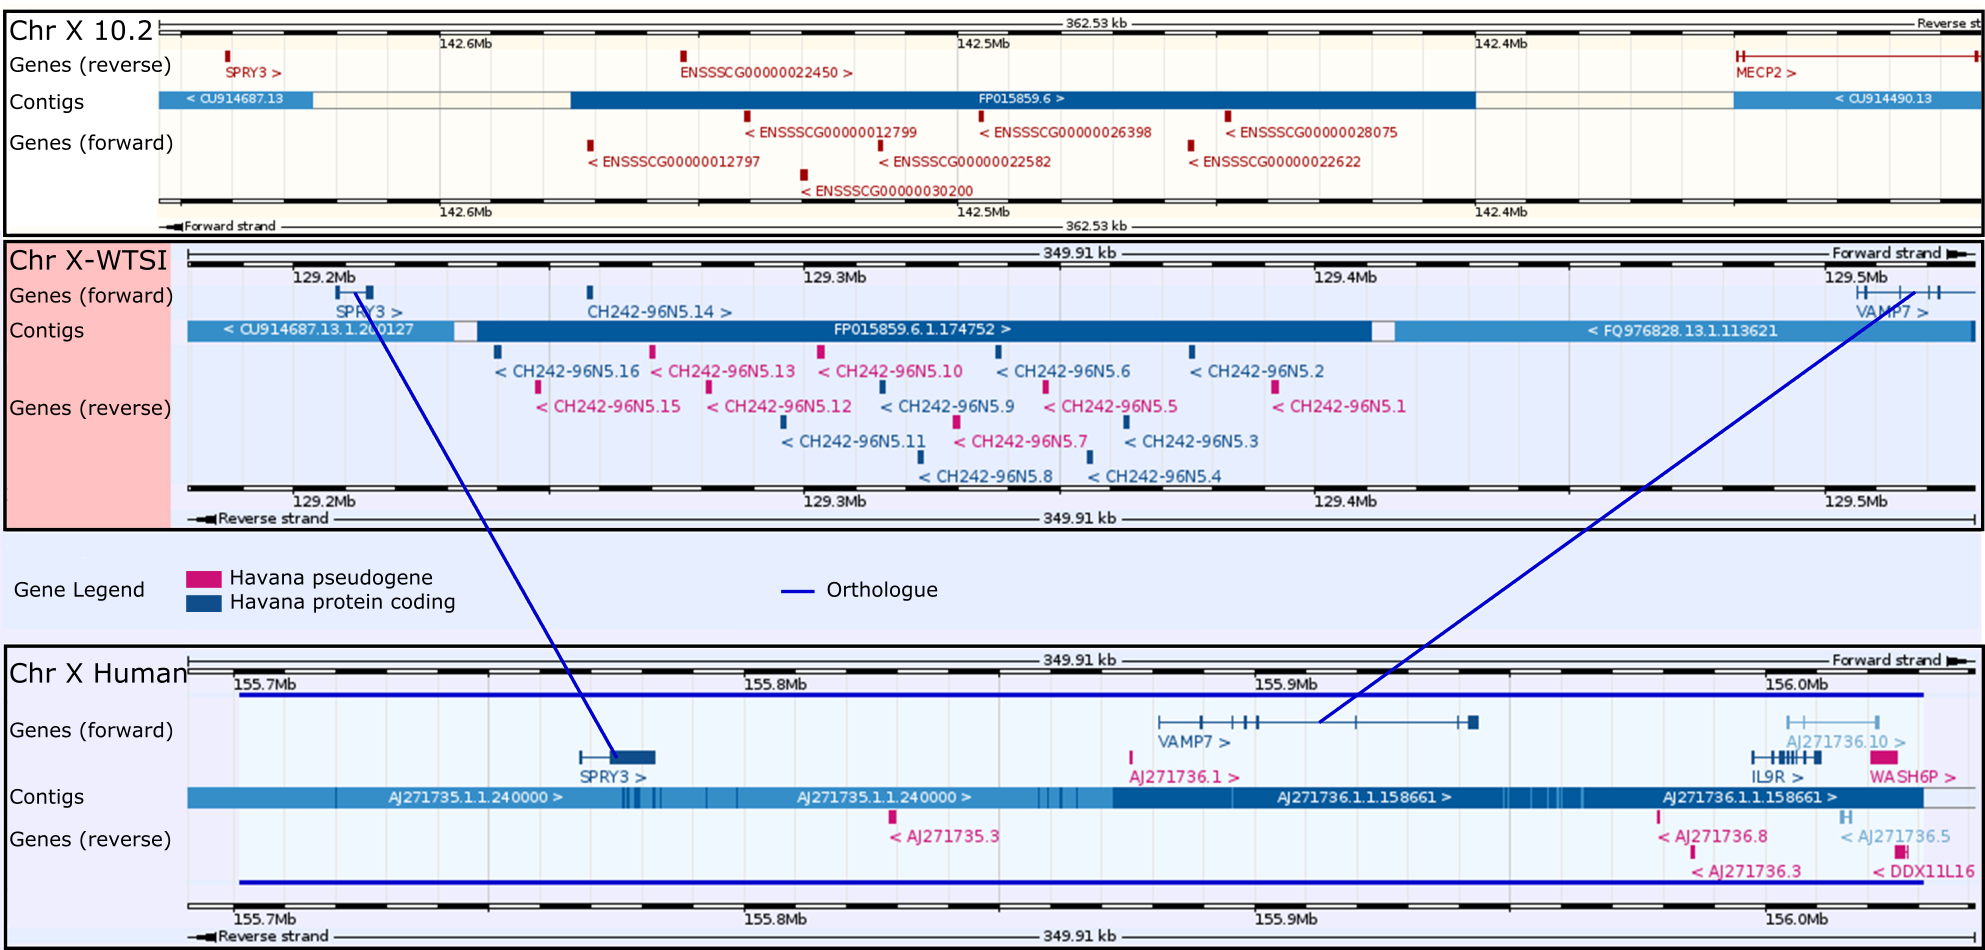 Chr X 10.2
362.53 kb
Reverse st
142.6Mb 142.5Mb 142.4Mb
Genes (reverse)
SPRY3 > ENSSSCG00000022450 > MECP2 >
Contigs
< CU914687.13 FP015859.6 > < CU914490.13
Genes (forward)
< ENSSSCG00000012799 < ENSSSCG00000026398 < ENSSSCG00000028075
< ENSSSCG00000012797 < ENSSSCG00000022582 < ENSSSCG00000022622
< ENSSSCG00000030200
142.6Mb 142.5Mb 142.4Mb
Forward strand 362.53 kb
Chr X-WTSI
349.91 kb Forward strand
129.2Mb 129.3Mb 129.4Mb 129.5Mb
Genes (forward)
SPRY3 > CH242-96N5.14 > VAMP7 >
Contigs
< CU914687.13.1.200127 FP015859.6.1.174752 > < FQ976828.13.1.113621
< CH242-96N5.16 < CH242-96N5.13 < CH242-96N5.10 < CH242-96N5.6 < CH242-96N5.2
Genes (reverse)
< CH242-96N5.15 < CH242-96N5.12 < CH242-96N5.9 < CH242-96N5.5 < CH242-96N5.1
< CH242-96N5.11 < CH242-96N5.7 < CH242-96N5.3
< CH242-96N5.8 < CH242-96N5.4
129.2Mb 129.3Mb 129.4Mb 129.5Mb
Reverse strand 349.91 kb
Gene Legend
Havana pseudogene
Havana protein coding
Orthologue
Chr X Human
349.91 kb Forward strand
155.7Mb 155.8Mb 155.9Mb 156.0Mb
Genes (forward)
VAMP7 > AJ271736.10 >
SPRY3 > AJ271736.1 > IL9R > WASH6P >
Contigs
AJ271735.1.1.240000 > AJ271735.1.1.240000 > AJ271736.1.1.158661 > AJ271736.1.1.158661 >
Genes (reverse)
< AJ271735.3 < AJ271736.8 < AJ271736.5
< AJ271736.3 < DDX11L16
155.7Mb 155.8Mb 155.9Mb 156.0Mb
Reverse strand 349.91 kb